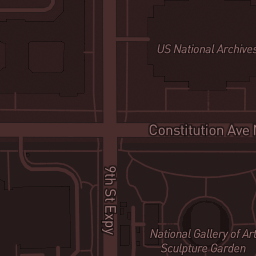 US National Archives
Constitution Ave N
9th St Expy
National Gallery of Art
Sculpture Garden